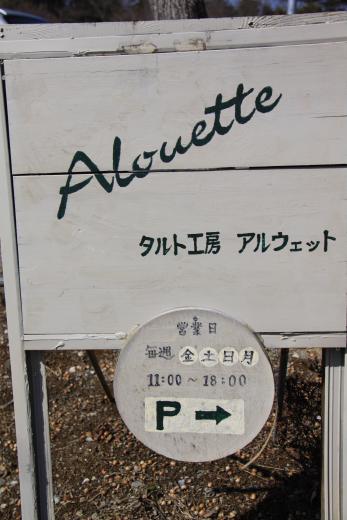 Alouette
タルト工房 アルウェット
営業日
毎週 金土日月
11:00 ~ 18:00
P →